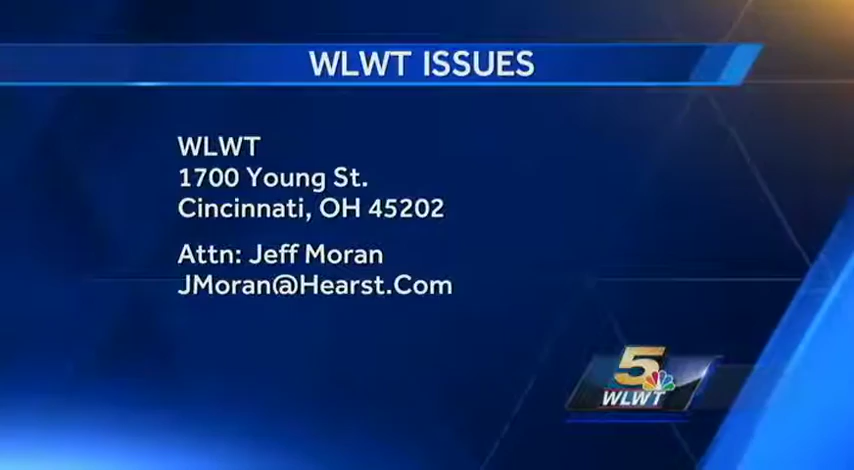 WLWT ISSUES
WLWT
1700 Young St.
Cincinnati, OH 45202
Attn: Jeff Moran
JMoran@Hearst.Com
5
WLWT